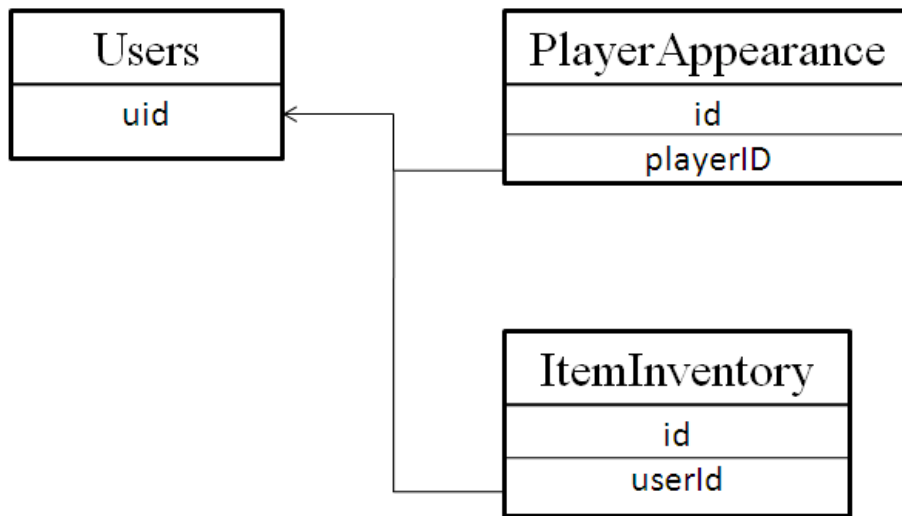 Users
uid
PlayerAppearance
id
playerID
ItemInventory
id
userId